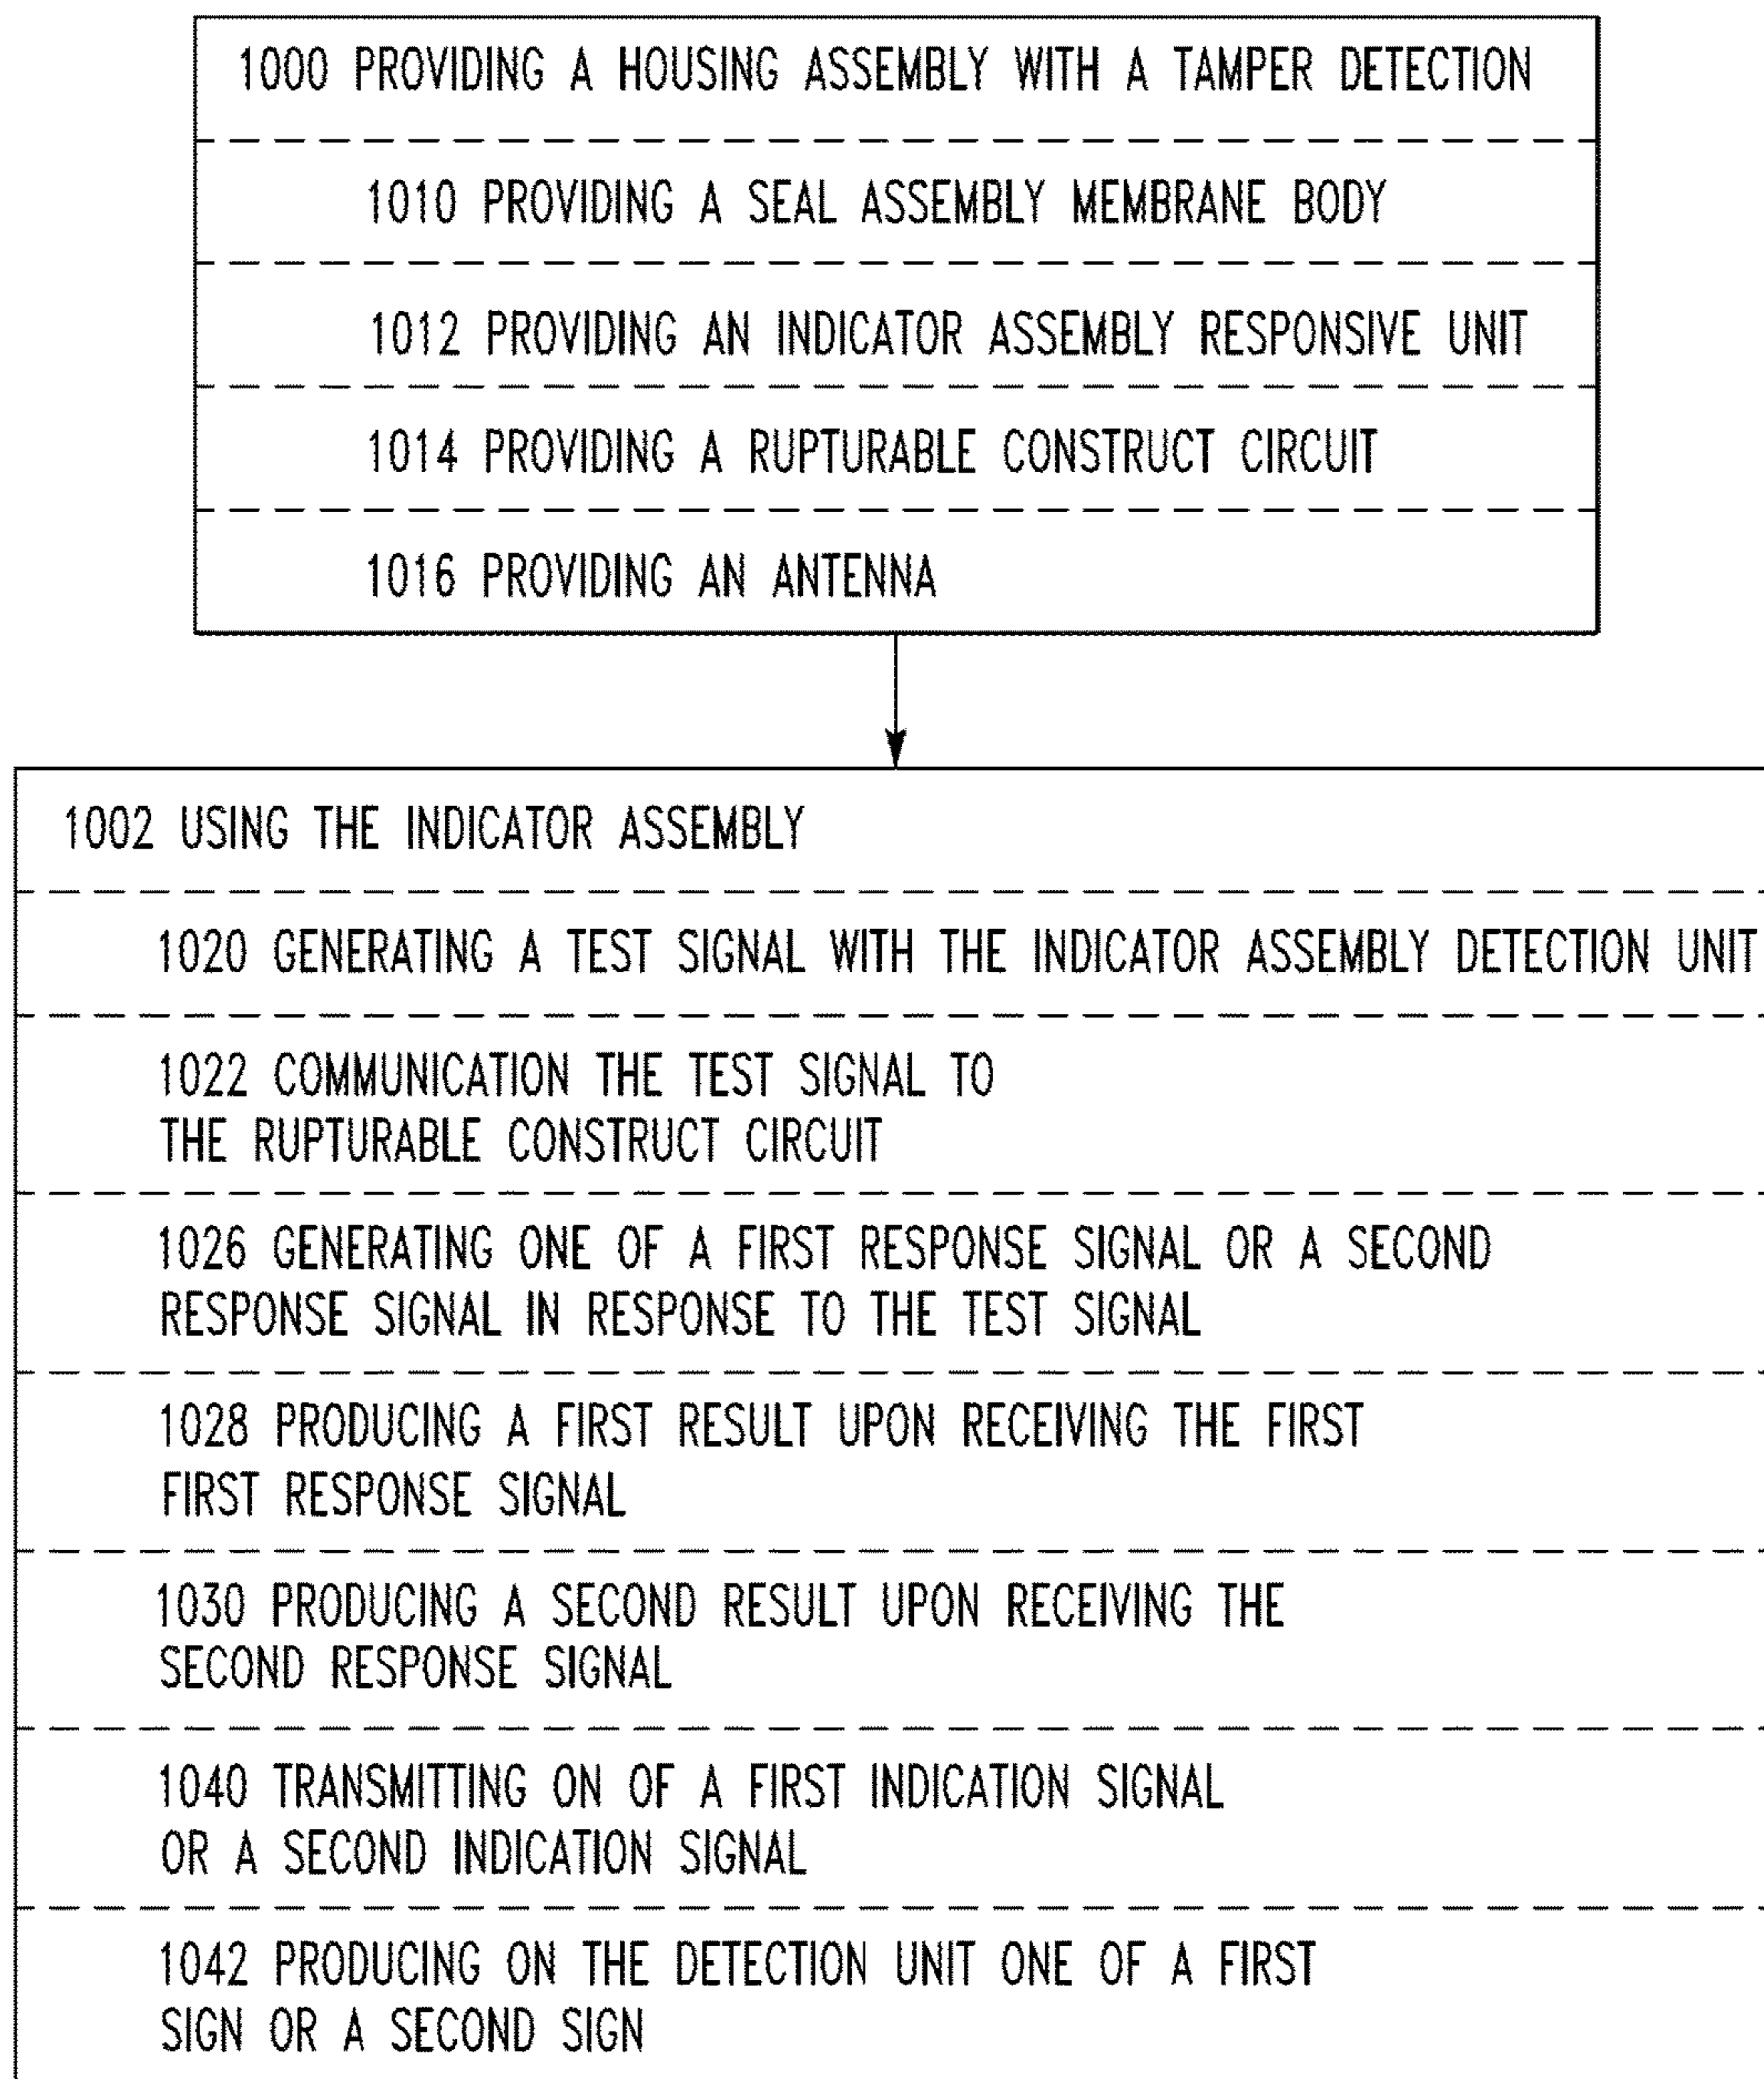 1000 PROVIDING A HOUSING ASSEMBLY WITH A TAMPER DETECTION
1010 PROVIDING A SEAL ASSEMBLY MEMBRANE BODY
1012 PROVIDING AN INDICATOR ASSEMBLY RESPONSIVE UNIT
1014 PROVIDING A RUPTURABLE CONSTRUCT CIRCUIT
1016 PROVIDING AN ANTENNA
1002 USING THE INDICATOR ASSEMBLY
1020 GENERATING A TEST SIGNAL WITH THE INDICATOR ASSEMBLY DETECTION UNIT
1022 COMMUNICATION THE TEST SIGNAL TO
THE RUPTURABLE CONSTRUCT CIRCUIT
1026 GENERATING ONE OF A FIRST RESPONSE SIGNAL OR A SECOND
RESPONSE SIGNAL IN RESPONSE TO THE TEST SIGNAL
1028 PRODUCING A FIRST RESULT UPON RECEIVING THE FIRST
FIRST RESPONSE SIGNAL
1030 PRODUCING A SECOND RESULT UPON RECEIVING THE
SECOND RESPONSE SIGNAL
1040 TRANSMITTING ON OF A FIRST INDICATION SIGNAL
OR A SECOND INDICATION SIGNAL
1042 PRODUCING ON THE DETECTION UNIT ONE OF A FIRST
SIGN OR A SECOND SIGN